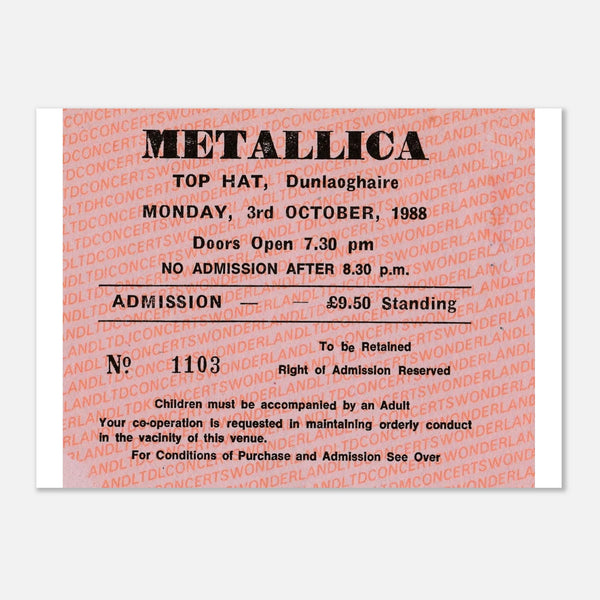 METALLICA
TOP HAT, Dunlaoghaire
MONDAY, 3rd OCTOBER, 1988
Doors Open 7.30 pm
NO ADMISSION AFTER 8.30 p.m.
ADMISSION — — £9.50 Standing
To be Retained
Nº 1103
Right of Admission Reserved
Children must be accompanied by an Adult
Your co-operation is requested in maintaining orderly conduct
in the vacinity of this venue.
For Conditions of Purchase and Admission See Over